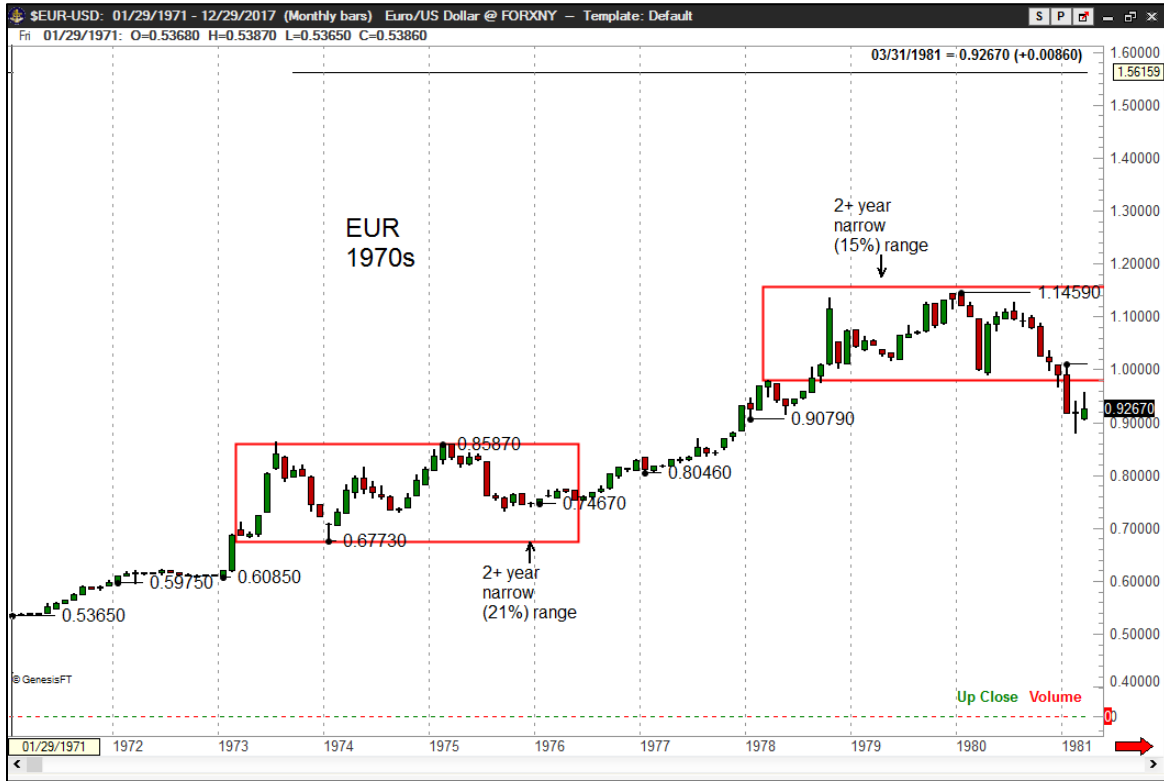 $EUR-USD: 01/29/1971 - 12/29/2017 (Monthly bars) Euro/US Dollar @ FORXNY – Template: Default
S P
Fri 01/29/1971: O=0.53680 H=0.53870 L=0.53650 C=0.53860
03/31/1981 = 0.92670 (+0.00860)
1.60000
1.56159
1.50000
1.40000
1.30000
1.20000
1.10000
1.00000
0.92670
0.90000
0.80000
0.70000
0.60000
0.50000
0.40000
0
EUR
1970s
2+ year
narrow
(15%) range
1.14590
0.90790
0.85870
0.80460
0.74670
0.67730
0.60850
0.59750
0.53650
2+ year
narrow
(21%) range
© GenesisFT
Up Close Volume
01/29/1971 1972 1973 1974 1975 1976 1977 1978 1979 1980 1981